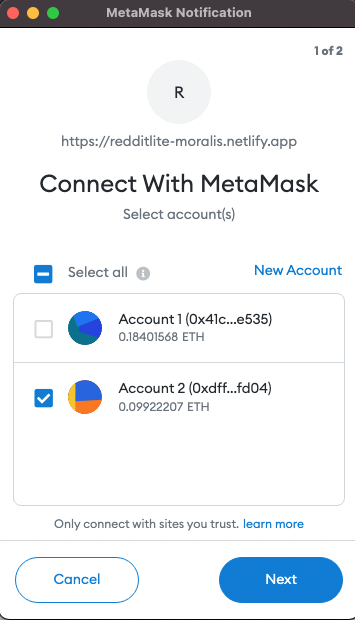 MetaMask Notification
1 of 2
R
https://redditlite-moralis.netlify.app
Connect With MetaMask
Select account(s)
Select all
New Account
Account 1 (0x41c...e535)
0.18401568 ETH
Account 2 (0xdff...fd04)
0.09922207 ETH
Only connect with sites you trust. learn more
Cancel
Next